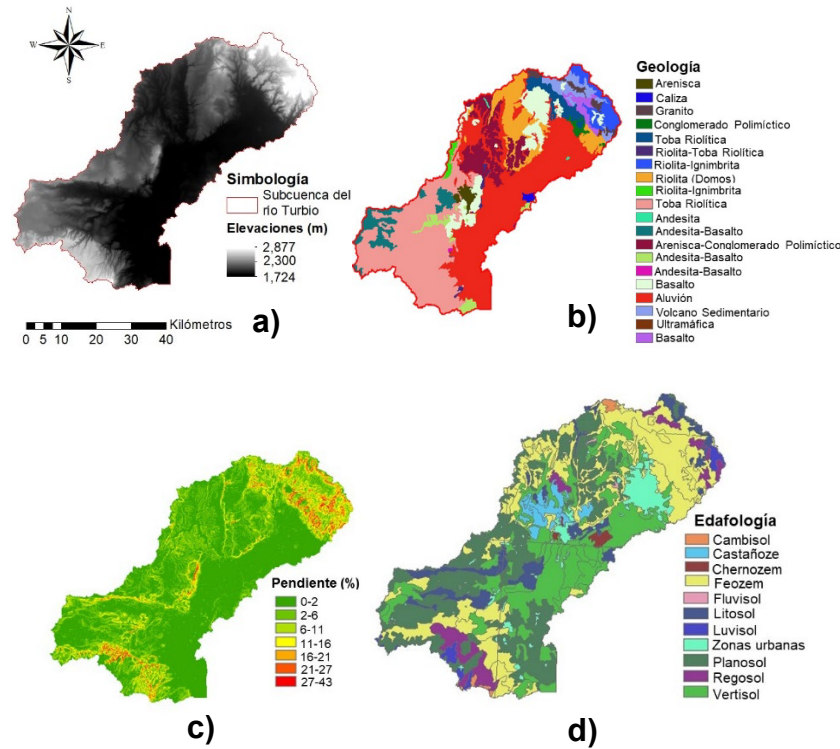 N
W
E
S
Simbología
Subcuenca del
río Turbio
Elevaciones (m)
2,877
2,300
1,724
Kilómetros
0 5 10 20 30 40
a)
Geología
Arenisca
Caliza
Granito
Conglomerado Polimíctico
Toba Riolítica
Riolita-Toba Riolítica
Riolita-Ignimbrita
Riolita (Domos)
Riolita-Ignimbrita
Toba Riolítica
Andesita
Andesita-Basalto
Arenisca-Conglomerado Polimíctico
Andesita-Basalto
Andesita-Basalto
Basalto
Aluvión
Volcano Sedimentario
Ultramáfica
Basalto
b)
Pendiente (%)
0-2
2-6
6-11
11-16
16-21
21-27
27-43
c)
Edafología
Cambisol
Castañoze
Chernozem
Feozem
Fluvisol
Litosol
Luvisol
Zonas urbanas
Planosol
Regosol
Vertisol
d)